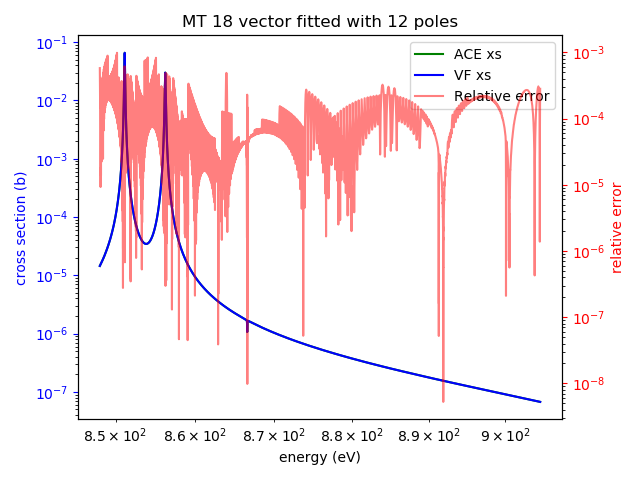 MT 18 vector fitted with 12 poles
ACE xs
VF xs
Relative error
cross section (b)
10⁻¹
10⁻²
10⁻³
10⁻⁴
10⁻⁵
10⁻⁶
10⁻⁷
10⁻³
10⁻⁴
10⁻⁵
10⁻⁶
10⁻⁷
10⁻⁸
relative error
8.5 × 10² 8.6 × 10² 8.7 × 10² 8.8 × 10² 8.9 × 10² 9 × 10²
energy (eV)